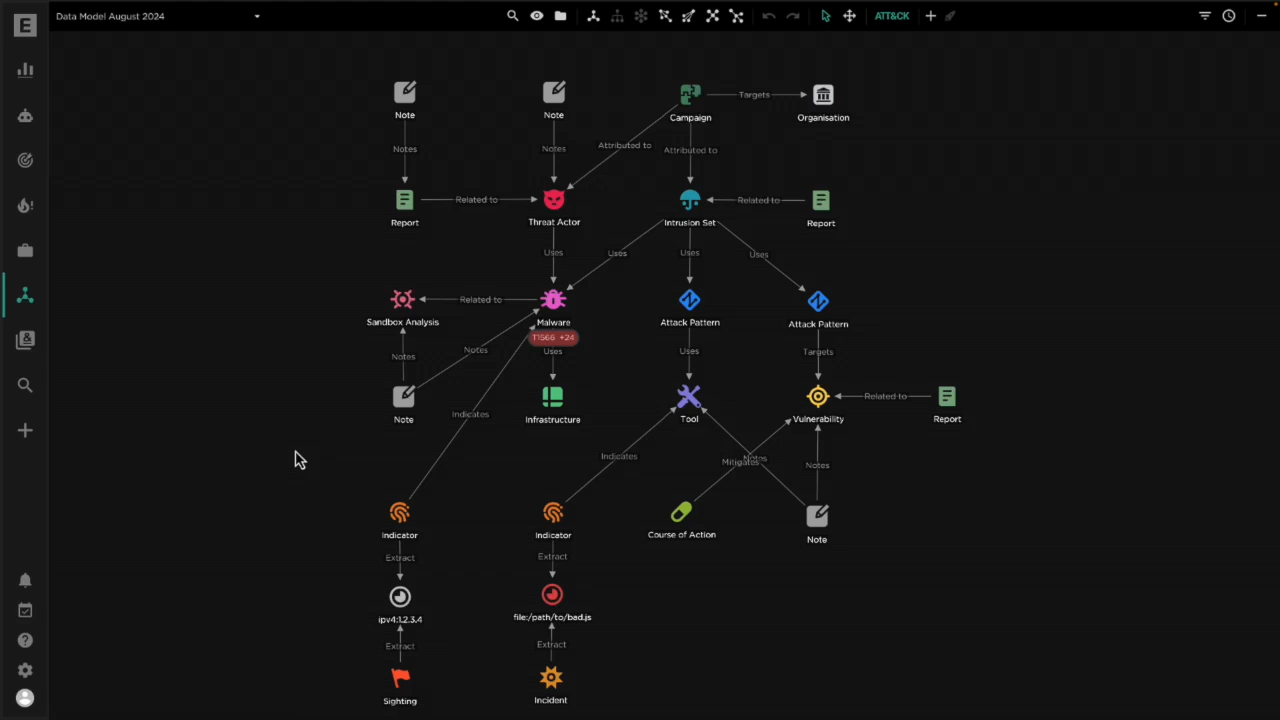 Data Model August 2024
ATT&CK
E
&
Note
Note
Campaign
Targets
Organisation
Notes
Notes
Attributed to
Attributed to
Report
Related to
Threat Actor
Intrusion Set
Related to
Report
Uses
Uses
Uses
Uses
Sandbox Analysis
Related to
Malware
Attack Pattern
Attack Pattern
T1566 +24
Notes
Notes
Uses
Uses
Targets
Note
Indicates
Infrastructure
Tool
Vulnerability
Related to
Report
Indicates
Mitigates
Notes
Notes
Indicator
Indicator
Course of Action
Note
Extract
Extract
ipv4:1.2.3.4
file:/path/to/bad.js
Extract
Extract
Sighting
Incident